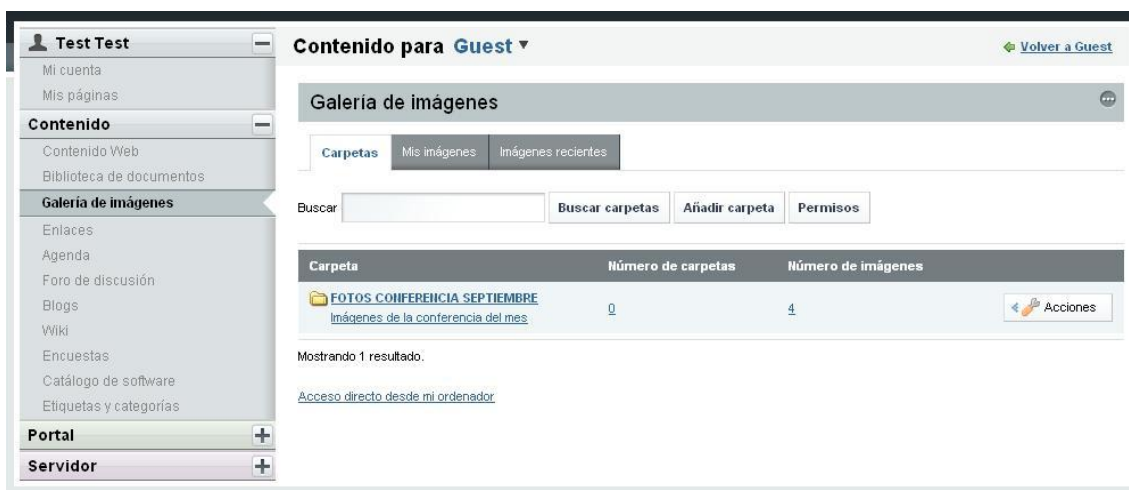 Test Test
Mi cuenta
Mis páginas
Contenido
Contenido Web
Biblioteca de documentos
Galería de imágenes
Enlaces
Agenda
Foro de discusión
Blogs
Wiki
Encuestas
Catálogo de software
Etiquetas y categorías
Portal
Servidor
Contenido para Guest
Volver a Guest
Galería de imágenes
Carpetas Mis imágenes Imágenes recientes
Buscar Buscar carpetas Añadir carpeta Permisos
Carpeta Número de carpetas Número de imágenes
FOTOS CONFERENCIA SEPTIEMBRE
Imágenes de la conferencia del mes 0 4 Acciones
Mostrando 1 resultado.
Acceso directo desde mi ordenador